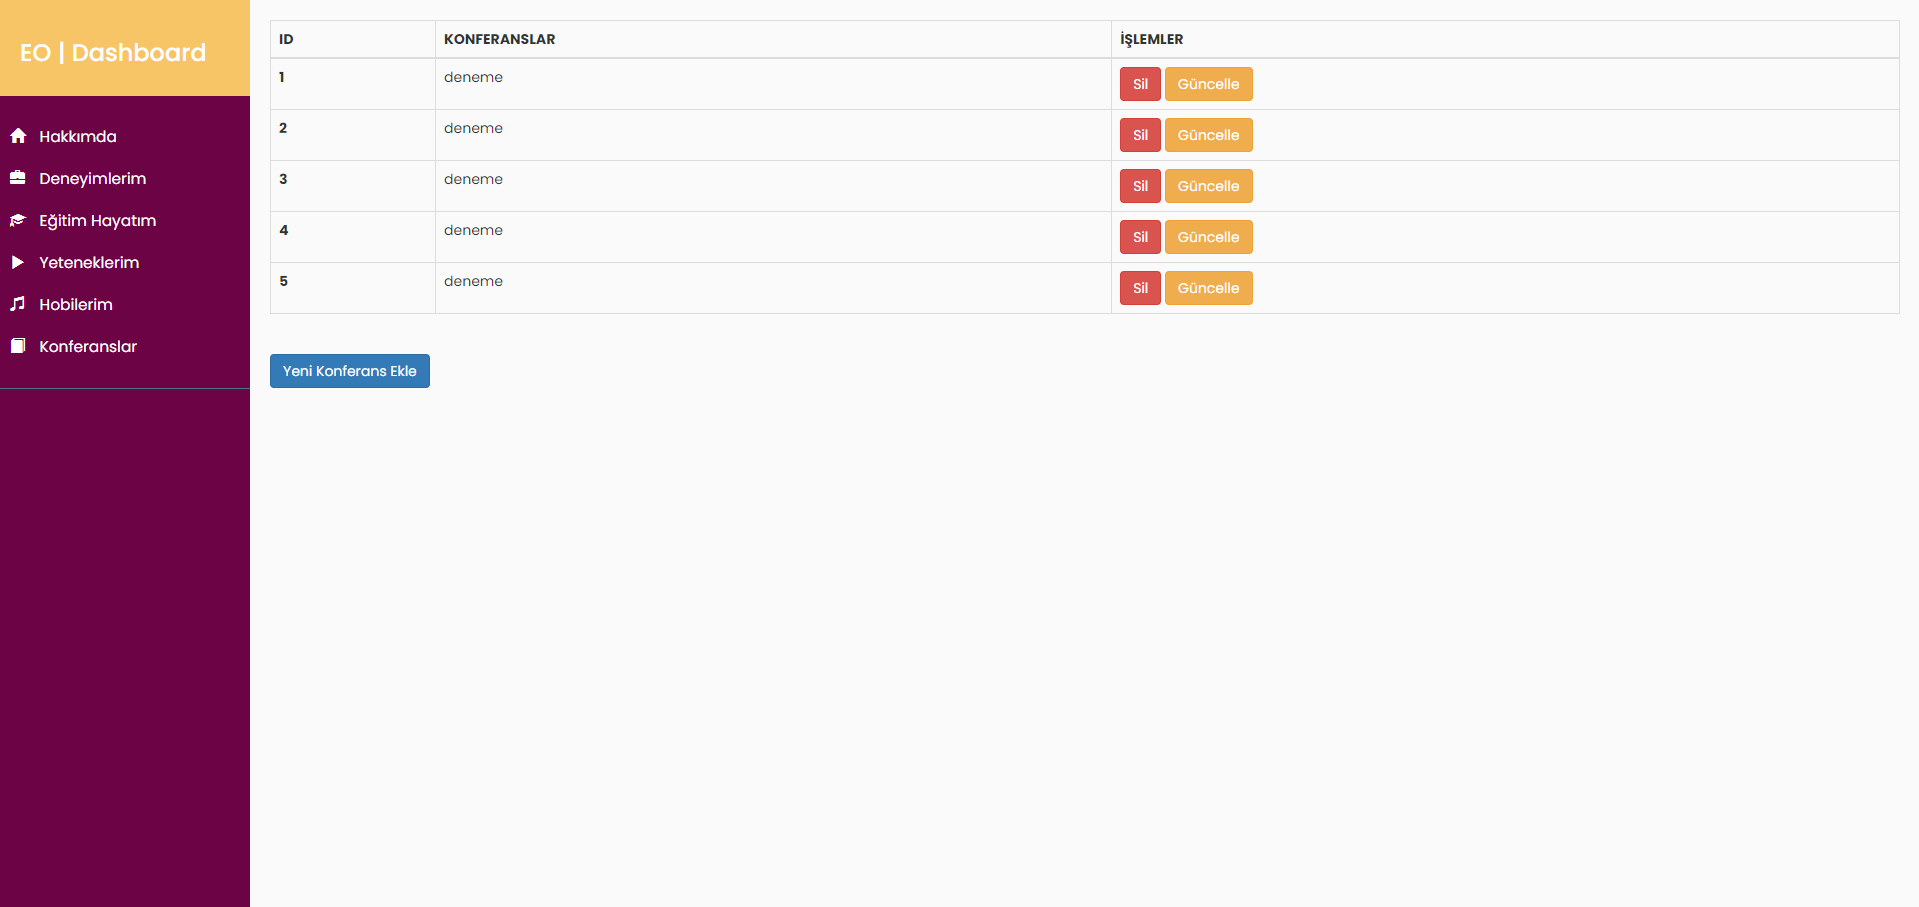 EO | Dashboard
Hakkımda
Deneyimlerim
Eğitim Hayatım
Yeteneklerim
Hobilerim
Konferanslar
ID KONFERANSLAR İŞLEMLER
1 deneme Sil Güncelle
2 deneme Sil Güncelle
3 deneme Sil Güncelle
4 deneme Sil Güncelle
5 deneme Sil Güncelle
Yeni Konferans Ekle